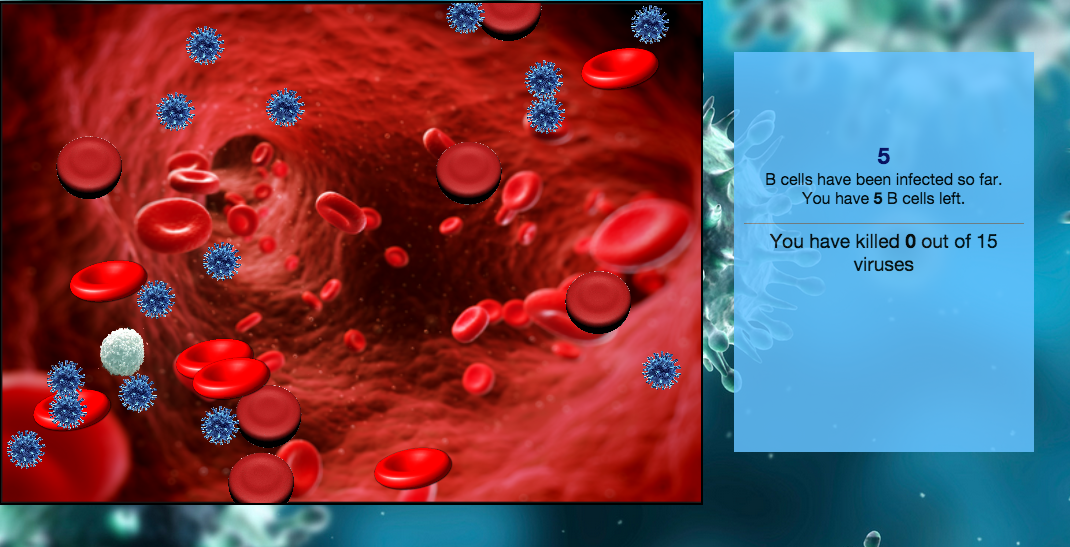 5
B cells have been infected so far.
You have 5 B cells left.
You have killed 0 out of 15
viruses